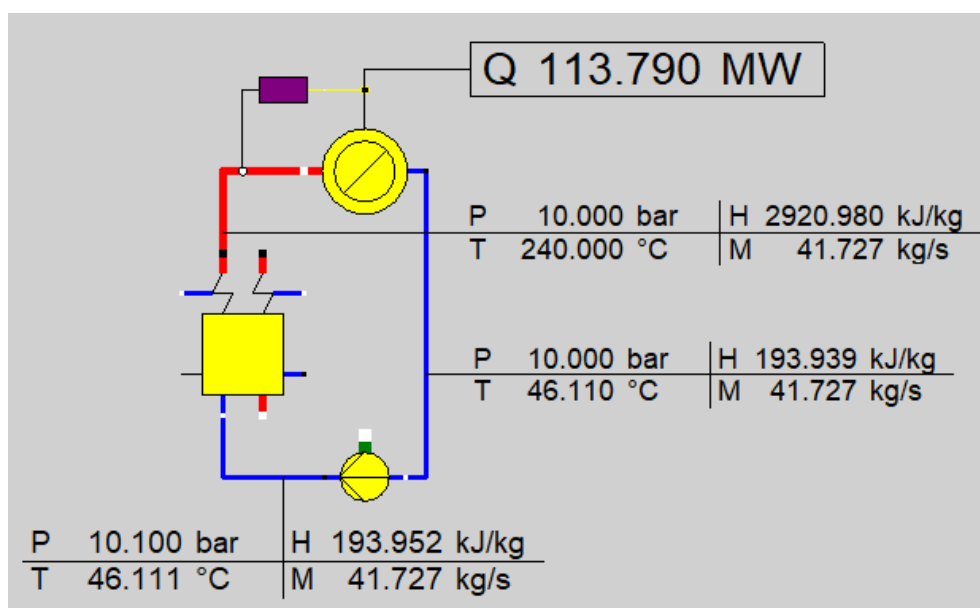 Q 113.790 MW
P 10.000 bar H 2920.980 kJ/kg
T 240.000 °C M 41.727 kg/s
P 10.000 bar H 193.939 kJ/kg
T 46.110 °C M 41.727 kg/s
P 10.100 bar H 193.952 kJ/kg
T 46.111 °C M 41.727 kg/s